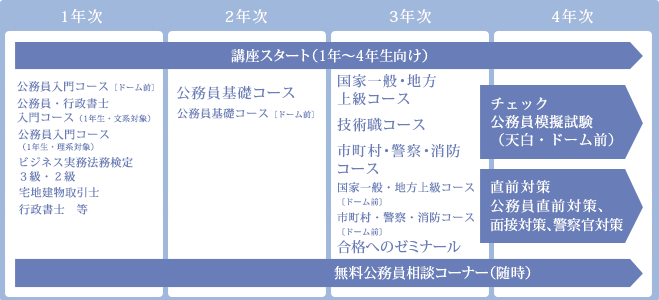 1年次
2年次
3年次
4年次
講座スタート（1年〜4年生向け）
公務員入門コース［ドーム前］
公務員・行政書士
入門コース（1年生・文系対象）
公務員入門コース
（1年生・理系対象）
ビジネス実務法務検定
3級・2級
宅地建物取引士
行政書士　等
公務員基礎コース
公務員基礎コース［ドーム前］
国家一般・地方
上級コース
技術職コース
市町村・警察・消防
コース
国家一般・地方上級コース
［ドーム前］
市町村・警察・消防コース
［ドーム前］
合格へのゼミナール
チェック
公務員模擬試験
（天白・ドーム前）
直前対策
公務員直前対策、
面接対策、警察官対策
無料公務員相談コーナー（随時）